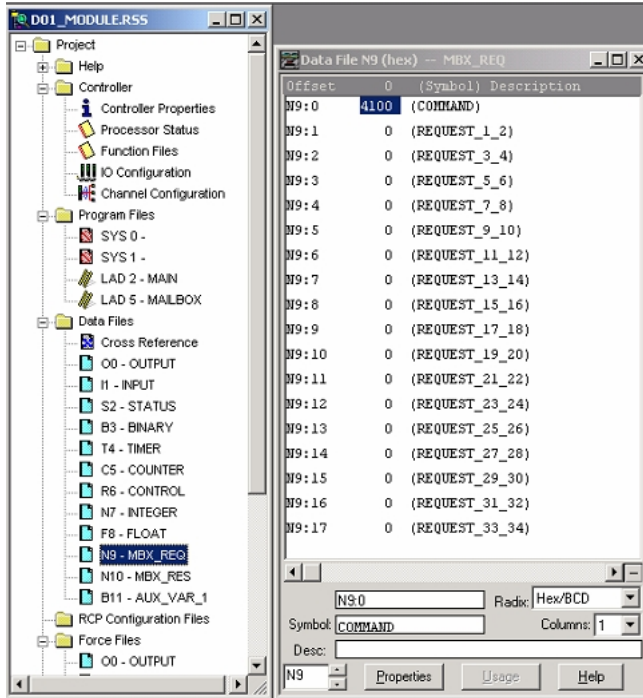 D01_MODULE.RSS
Project
Help
Controller
Controller Properties
Processor Status
Function Files
IO Configuration
Channel Configuration
Program Files
SYS 0 -
SYS 1 -
LAD 2 - MAIN
LAD 5 - MAILBOX
Data Files
Cross Reference
O0 - OUTPUT
I1 - INPUT
S2 - STATUS
B3 - BINARY
T4 - TIMER
C5 - COUNTER
R6 - CONTROL
N7 - INTEGER
F8 - FLOAT
N9 - MBX_REQ
N10 - MBX_RES
B11 - AUX_VAR_1
RCP Configuration Files
Force Files
O0 - OUTPUT
Data File N9 (hex) -- MBX_REQ
Offset 0 (Symbol) Description
N9:0 4100 (COMMAND)
N9:1 0 (REQUEST_1_2)
N9:2 0 (REQUEST_3_4)
N9:3 0 (REQUEST_5_6)
N9:4 0 (REQUEST_7_8)
N9:5 0 (REQUEST_9_10)
N9:6 0 (REQUEST_11_12)
N9:7 0 (REQUEST_13_14)
N9:8 0 (REQUEST_15_16)
N9:9 0 (REQUEST_17_18)
N9:10 0 (REQUEST_19_20)
N9:11 0 (REQUEST_21_22)
N9:12 0 (REQUEST_23_24)
N9:13 0 (REQUEST_25_26)
N9:14 0 (REQUEST_27_28)
N9:15 0 (REQUEST_29_30)
N9:16 0 (REQUEST_31_32)
N9:17 0 (REQUEST_33_34)
N9:0 Radix: Hex/BCD
Symbol: COMMAND Columns: 1
Desc:
N9 Properties Usage Help